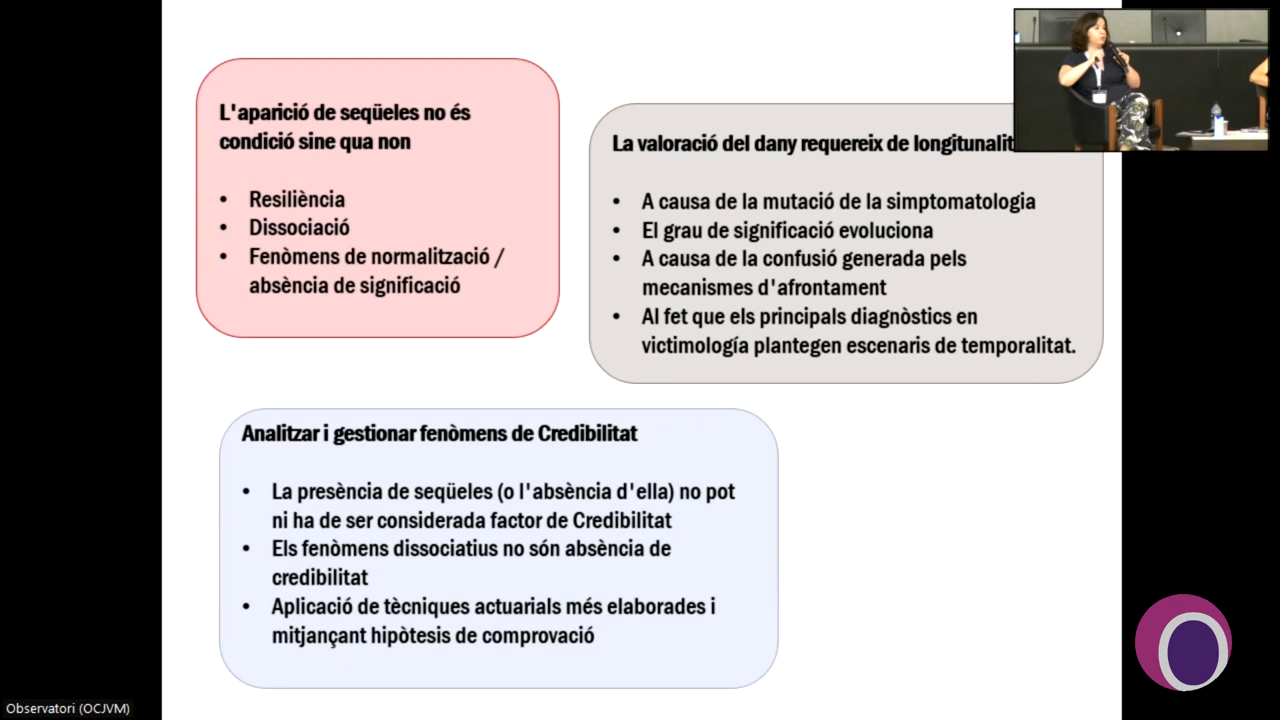 L'aparició de seqüeles no és
condició sine qua non
• Resiliència
• Dissociació
• Fenòmens de normalització /
absència de significació
La valoració del dany requereix de longitunalit
• A causa de la mutació de la simptomatologia
• El grau de significació evoluciona
• A causa de la confusió generada pels
mecanismes d'afrontament
• Al fet que els principals diagnòstics en
victimología plantegen escenaris de temporalitat.
Analitzar i gestionar fenòmens de Credibilitat
• La presència de seqüeles (o l'absència d'ella) no pot
ni ha de ser considerada factor de Credibilitat
• Els fenòmens dissociatius no són absència de
credibilitat
• Aplicació de tècniques actuarials més elaborades i
mitjançant hipòtesis de comprovació
Observatori (OCJVM)